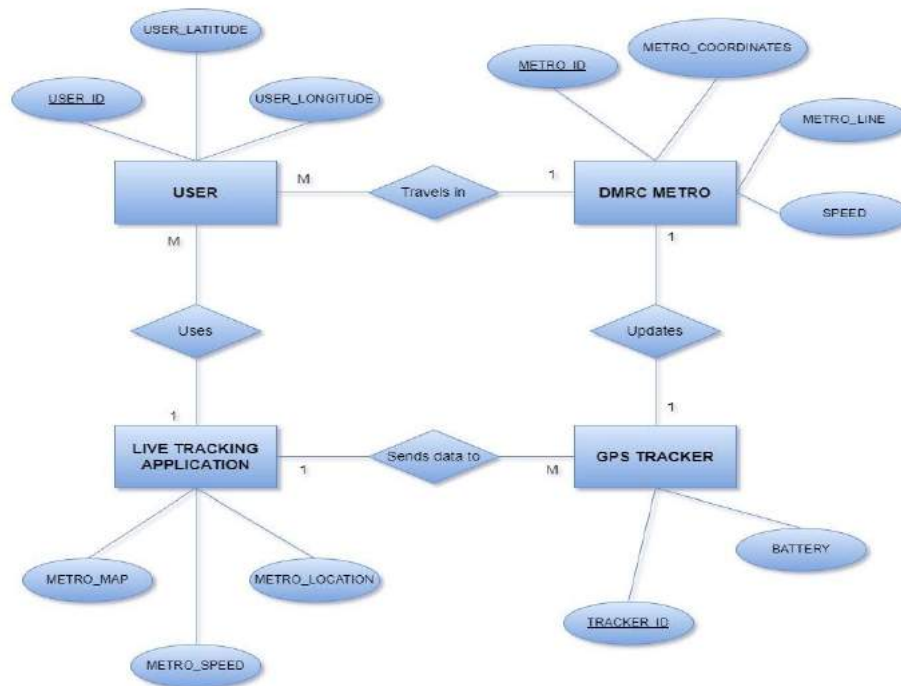 USER_LATITUDE
METRO_COORDINATES
METRO_ID
USER_ID
USER_LONGITUDE
METRO_LINE
USER
M
Travels in
1
DMRC METRO
SPEED
M
1
Uses
Updates
1
1
LIVE TRACKING
APPLICATION
1
Sends data to
M
GPS TRACKER
BATTERY
METRO_MAP
METRO_LOCATION
TRACKER_ID
METRO_SPEED